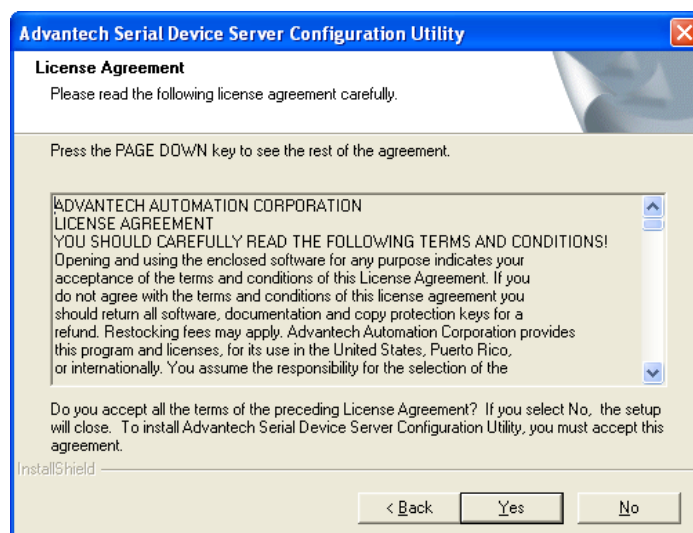 Advantech Serial Device Server Configuration Utility
License Agreement
Please read the following license agreement carefully.
Press the PAGE DOWN key to see the rest of the agreement.
ADVANTECH AUTOMATION CORPORATION
LICENSE AGREEMENT
YOU SHOULD CAREFULLY READ THE FOLLOWING TERMS AND CONDITIONS!
Opening and using the enclosed software for any purpose indicates your
acceptance of the terms and conditions of this License Agreement. If you
do not agree with the terms and conditions of this license agreement you
should return all software, documentation and copy protection keys for a
refund. Restocking fees may apply. Advantech Automation Corporation provides
this program and licenses, for its use in the United States, Puerto Rico,
or internationally. You assume the responsibility for the selection of the
Do you accept all the terms of the preceding License Agreement? If you select No, the setup
will close. To install Advantech Serial Device Server Configuration Utility, you must accept this
agreement.
InstallShield
< Back
Yes
No